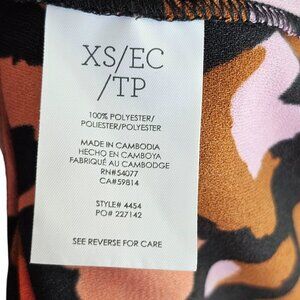 XS/EC
/TP
100% POLYESTER/
POLIESTER/POLYESTER
MADE IN CAMBODIA
HECHO EN CAMBOYA
FABRIQUÉ AU CAMBODGE
RN#54077
CA#59814
STYLE# 4454
PO# 227142
SEE REVERSE FOR CARE